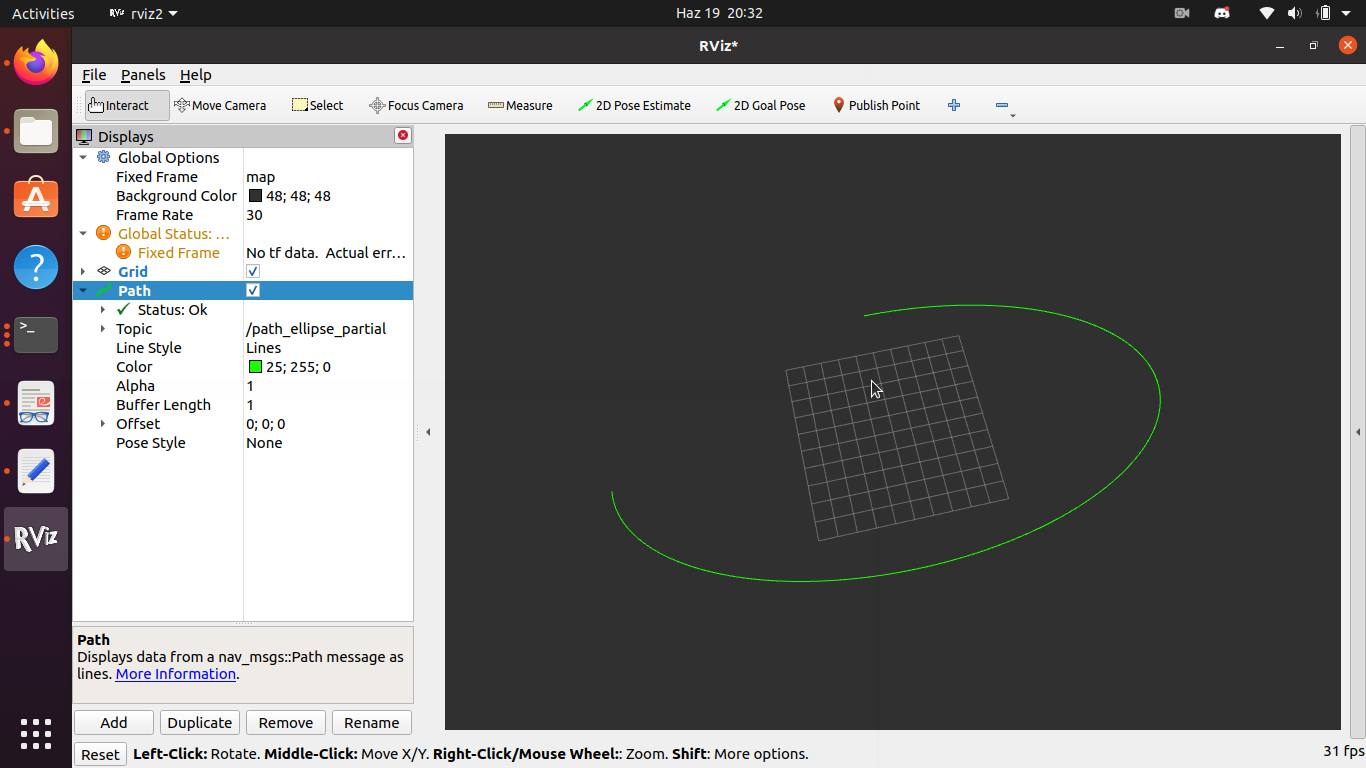 Activities RViz rviz2 Haz 19 20:32
RViz*
File Panels Help
Interact Move Camera Select Focus Camera Measure 2D Pose Estimate 2D Goal Pose Publish Point
Displays
Global Options
Fixed Frame map
Background Color 48; 48; 48
Frame Rate 30
Global Status: ...
Fixed Frame No tf data. Actual err...
Grid
Path
Status: Ok
Topic /path_ellipse_partial
Line Style Lines
Color 25; 255; 0
Alpha 1
Buffer Length 1
Offset 0; 0; 0
Pose Style None
RViz
Path
Displays data from a nav_msgs::Path message as
lines. More Information.
Add Duplicate Remove Rename
Reset Left-Click: Rotate. Middle-Click: Move X/Y. Right-Click/Mouse Wheel:: Zoom. Shift: More options. 31 fps